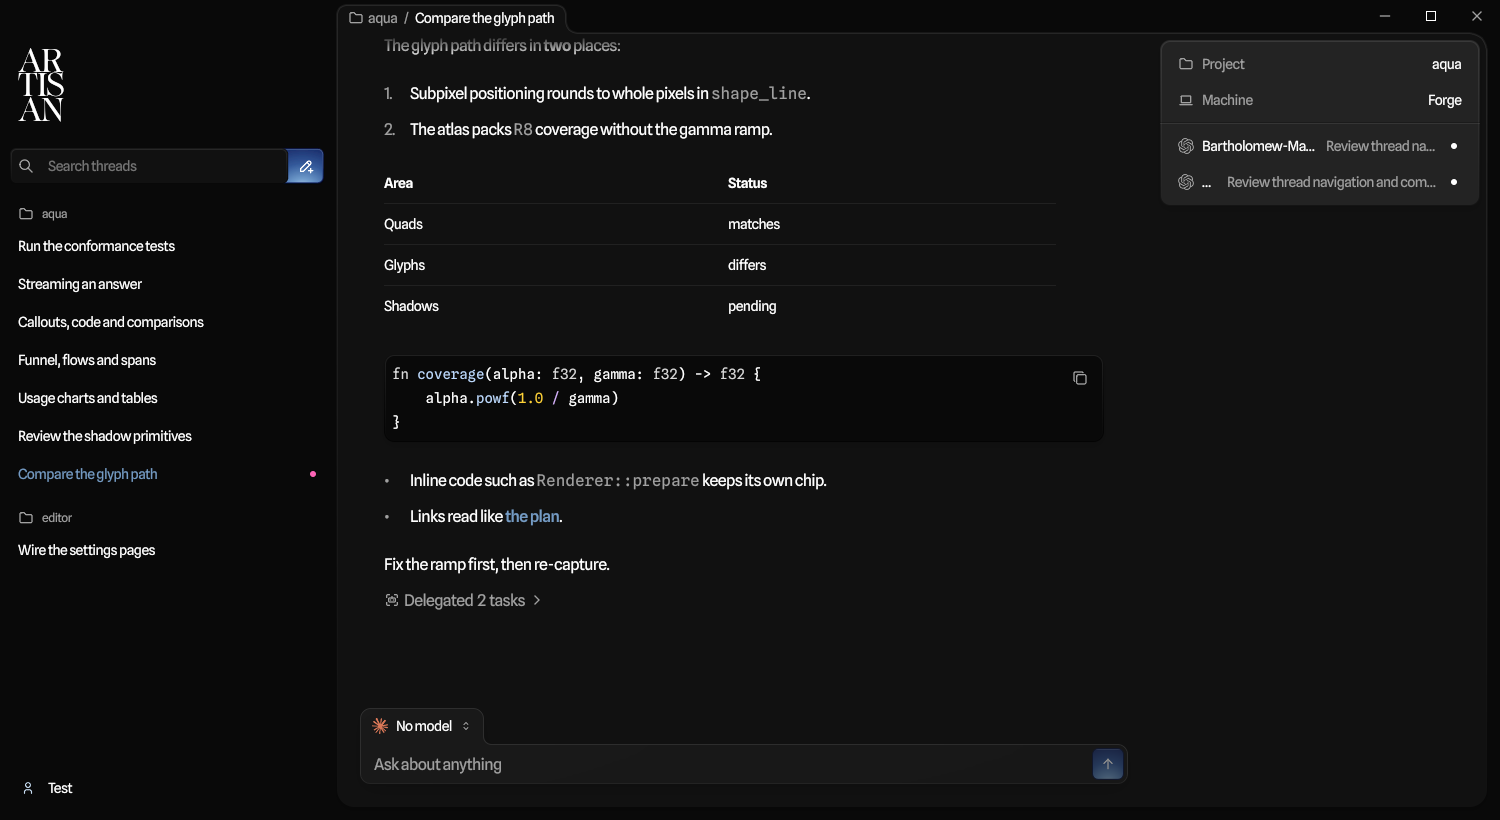 aqua / Compare the glyph path
ARTISAN
Search threads
aqua
Run the conformance tests
Streaming an answer
Callouts, code and comparisons
Funnel, flows and spans
Usage charts and tables
Review the shadow primitives
Compare the glyph path
editor
Wire the settings pages
Test
The glyph path differs in two places:
1. Subpixel positioning rounds to whole pixels in shape_line.
2. The atlas packs R8 coverage without the gamma ramp.
Area Status
Quads matches
Glyphs differs
Shadows pending
fn coverage(alpha: f32, gamma: f32) -> f32 {
    alpha.powf(1.0 / gamma)
}
• Inline code such as Renderer::prepare keeps its own chip.
• Links read like the plan.
Fix the ramp first, then re-capture.
Delegated 2 tasks
No model
Ask about anything
Project aqua
Machine Forge
Bartholomew-Ma... Review thread na...
... Review thread navigation and com...